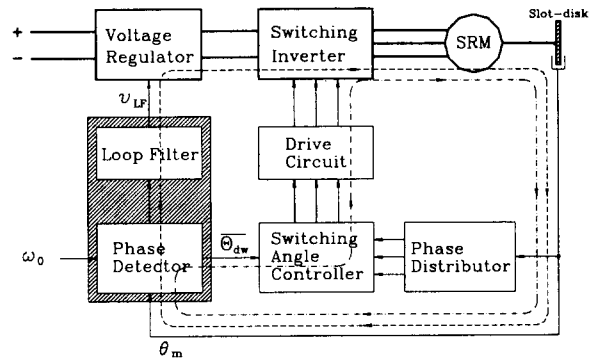 Slot-disk
+
−
Voltage
Regulator
Switching
Inverter
SRM
υLF
Loop Filter
Drive
Circuit
ω0
Phase
Detector
Θdw
Switching
Angle
Controller
Phase
Distributor
θm